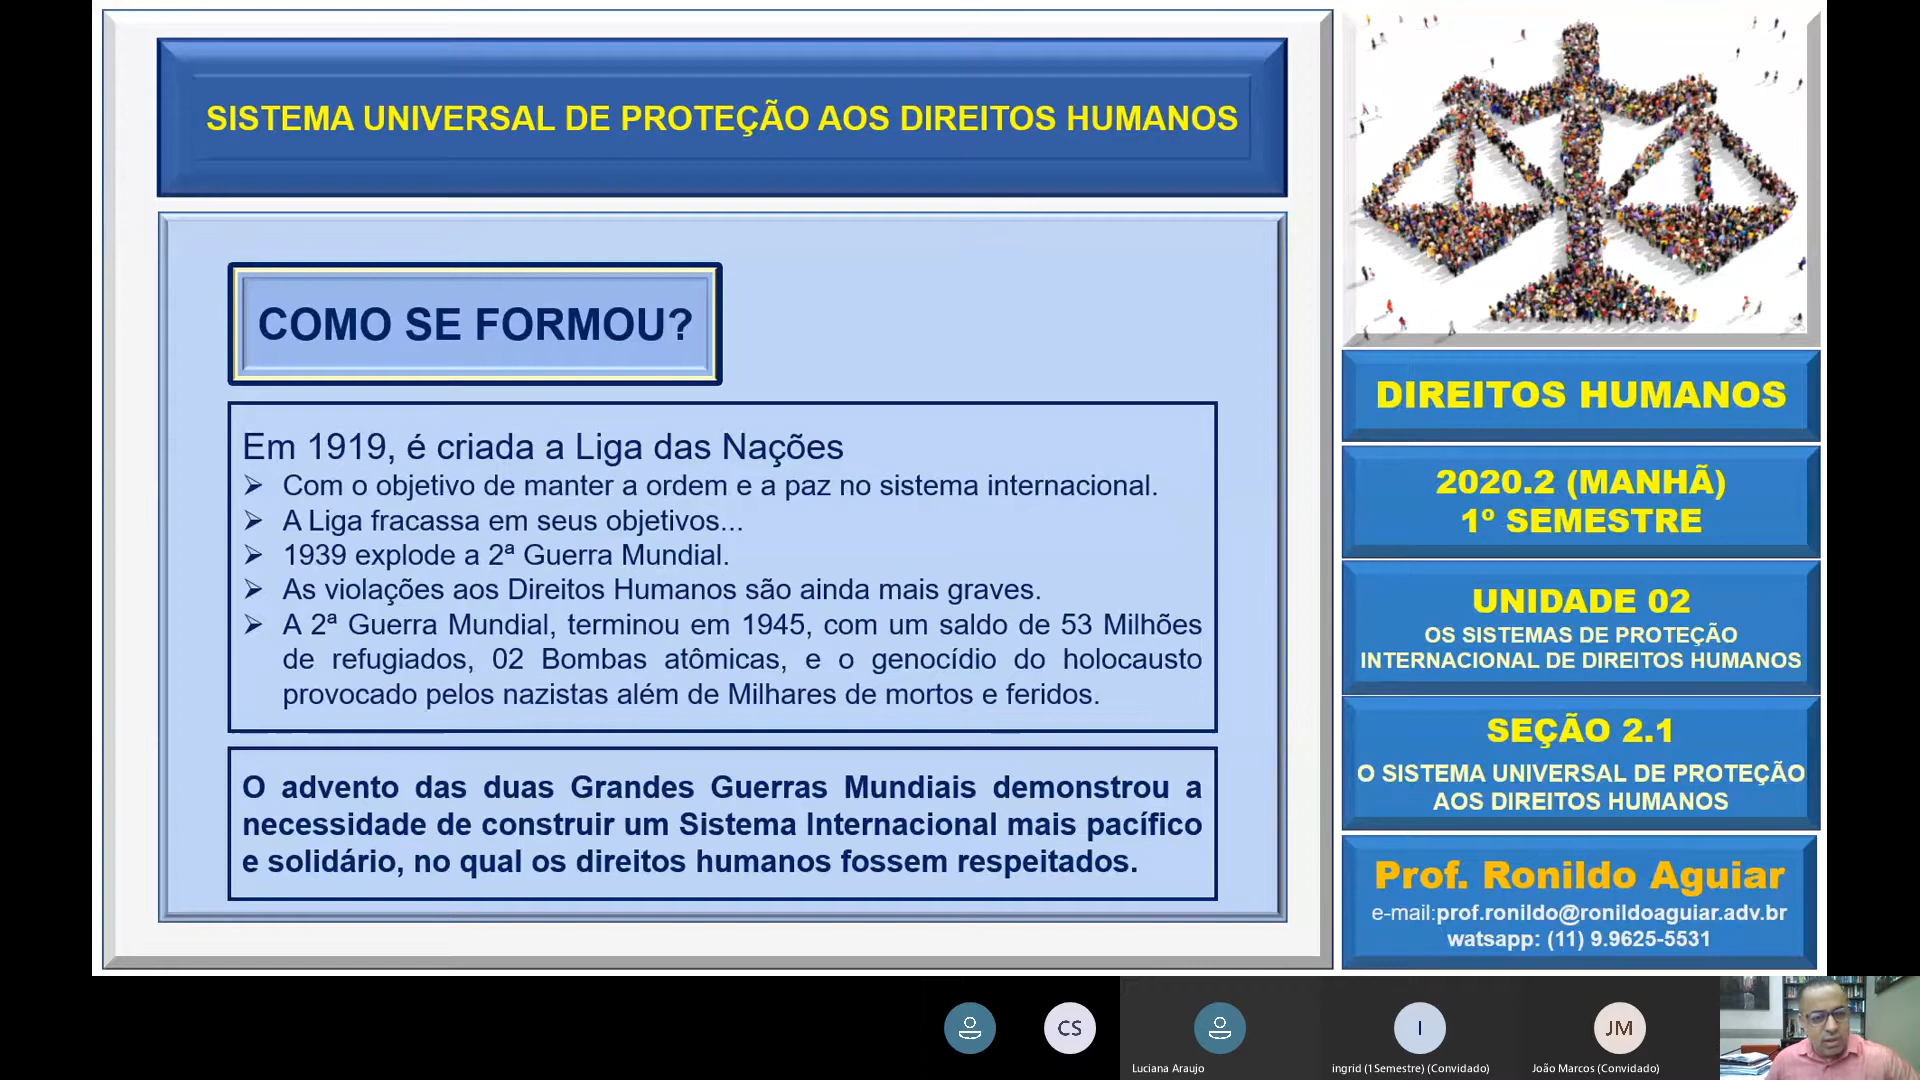 SISTEMA UNIVERSAL DE PROTEÇÃO AOS DIREITOS HUMANOS
COMO SE FORMOU?
Em 1919, é criada a Liga das Nações
➢ Com o objetivo de manter a ordem e a paz no sistema internacional.
➢ A Liga fracassa em seus objetivos...
➢ 1939 explode a 2ª Guerra Mundial.
➢ As violações aos Direitos Humanos são ainda mais graves.
➢ A 2ª Guerra Mundial, terminou em 1945, com um saldo de 53 Milhões
de refugiados, 02 Bombas atômicas, e o genocídio do holocausto
provocado pelos nazistas além de Milhares de mortos e feridos.
O advento das duas Grandes Guerras Mundiais demonstrou a
necessidade de construir um Sistema Internacional mais pacífico
e solidário, no qual os direitos humanos fossem respeitados.
DIREITOS HUMANOS
2020.2 (MANHÃ)
1º SEMESTRE
UNIDADE 02
OS SISTEMAS DE PROTEÇÃO
INTERNACIONAL DE DIREITOS HUMANOS
SEÇÃO 2.1
O SISTEMA UNIVERSAL DE PROTEÇÃO
AOS DIREITOS HUMANOS
Prof. Ronildo Aguiar
e-mail:prof.ronildo@ronildoaguiar.adv.br
watsapp: (11) 9.9625-5531
CS
I
JM
Luciana Araujo
ingrid (1Semestre) (Convidado)
João Marcos (Convidado)